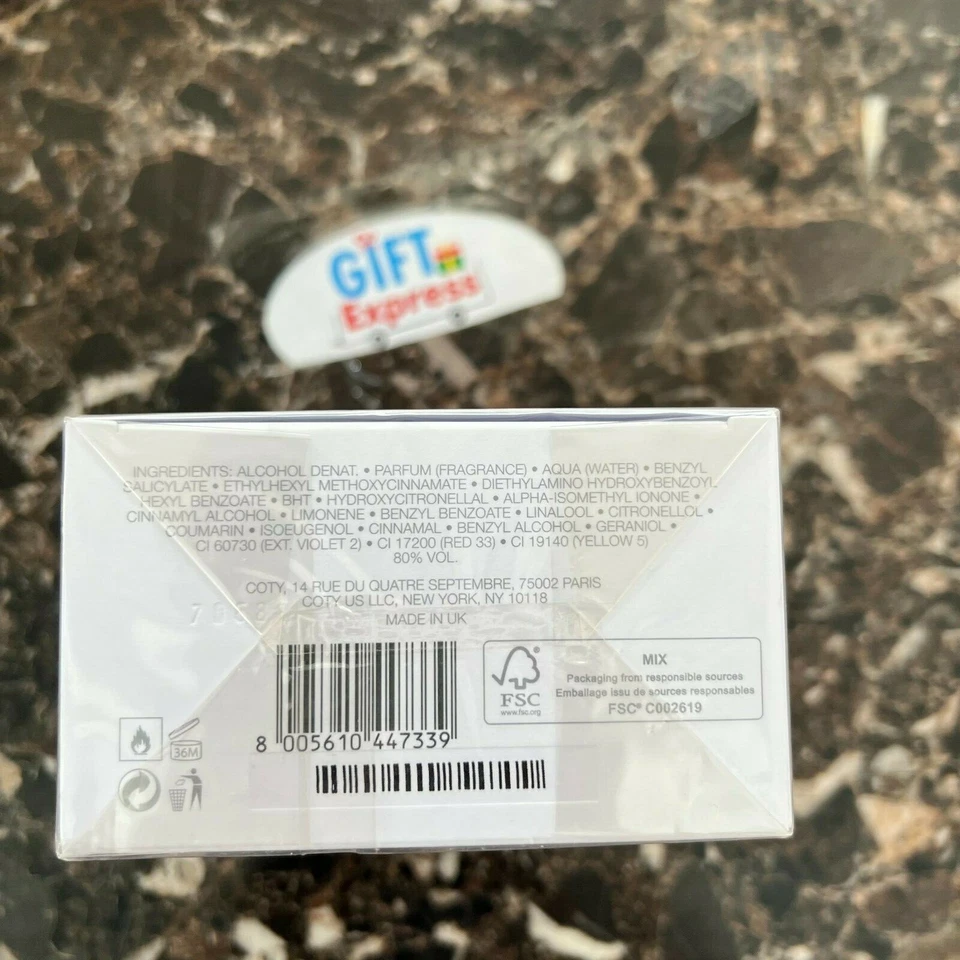 GIFT
Express
INGREDIENTS: ALCOHOL DENAT. • PARFUM (FRAGRANCE) • AQUA (WATER) • BENZYL
SALICYLATE • ETHYLHEXYL METHOXYCINNAMATE • DIETHYLAMINO HYDROXYBENZOYL
HEXYL BENZOATE • BHT • HYDROXYCITRONELLAL • ALPHA-ISOMETHYL IONONE •
CINNAMYL ALCOHOL • LIMONENE • BENZYL BENZOATE • LINALOOL • CITRONELLOL •
COUMARIN • ISOEUGENOL • CINNAMAL • BENZYL ALCOHOL • GERANIOL •
CI 60730 (EXT. VIOLET 2) • CI 17200 (RED 33) • CI 19140 (YELLOW 5)
80% VOL.
COTY, 14 RUE DU QUATRE SEPTEMBRE, 75002 PARIS
COTY US LLC, NEW YORK, NY 10118
MADE IN UK
FSC
www.fsc.org
MIX
Packaging from responsible sources
Emballage issu de sources responsables
FSC® C002619
36M
8 005610 447339